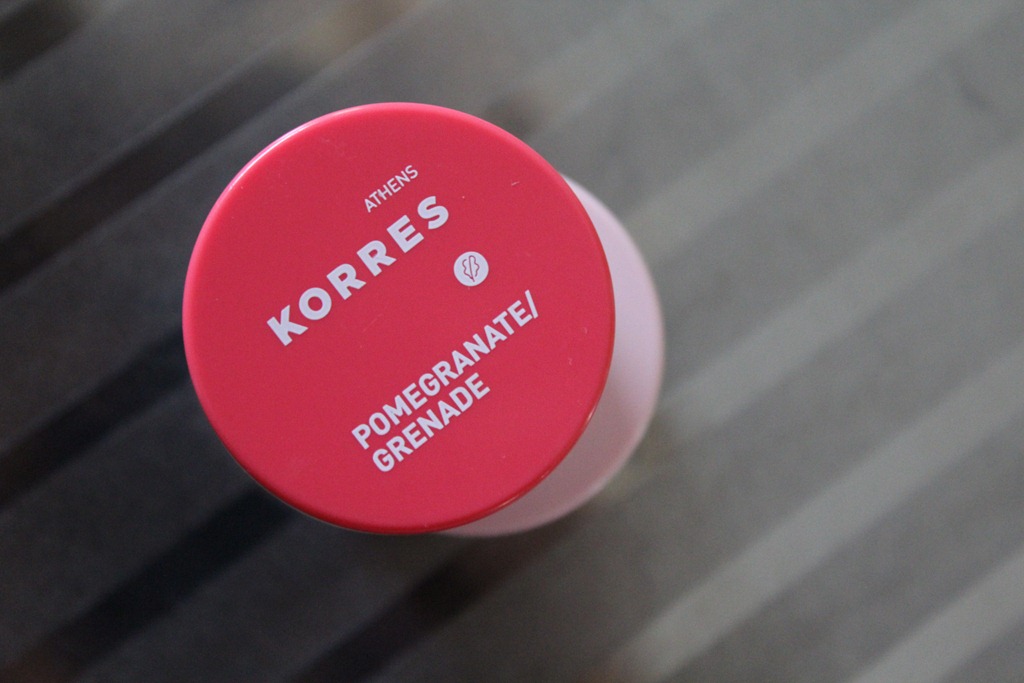 ATHENS
KORRES
POMEGRANATE/
GRENADE